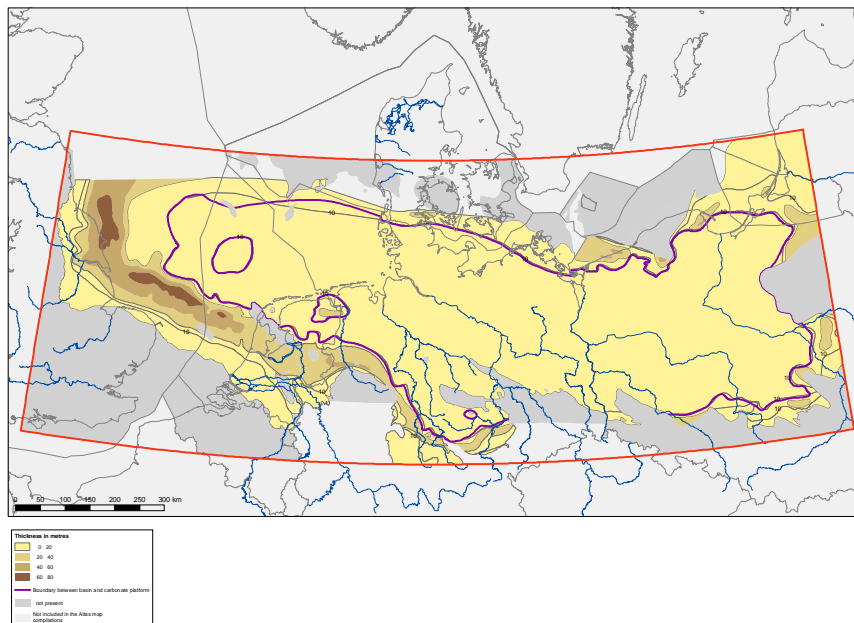 10
10
10
10
10
10
10
10
10
10
10
0 50 100 150 200 250 300 km
Thickness in metres
0 20
20 40
40 60
60 80
Boundary between basin and carbonate platform
not present
Not included in the Atlas map
compilations